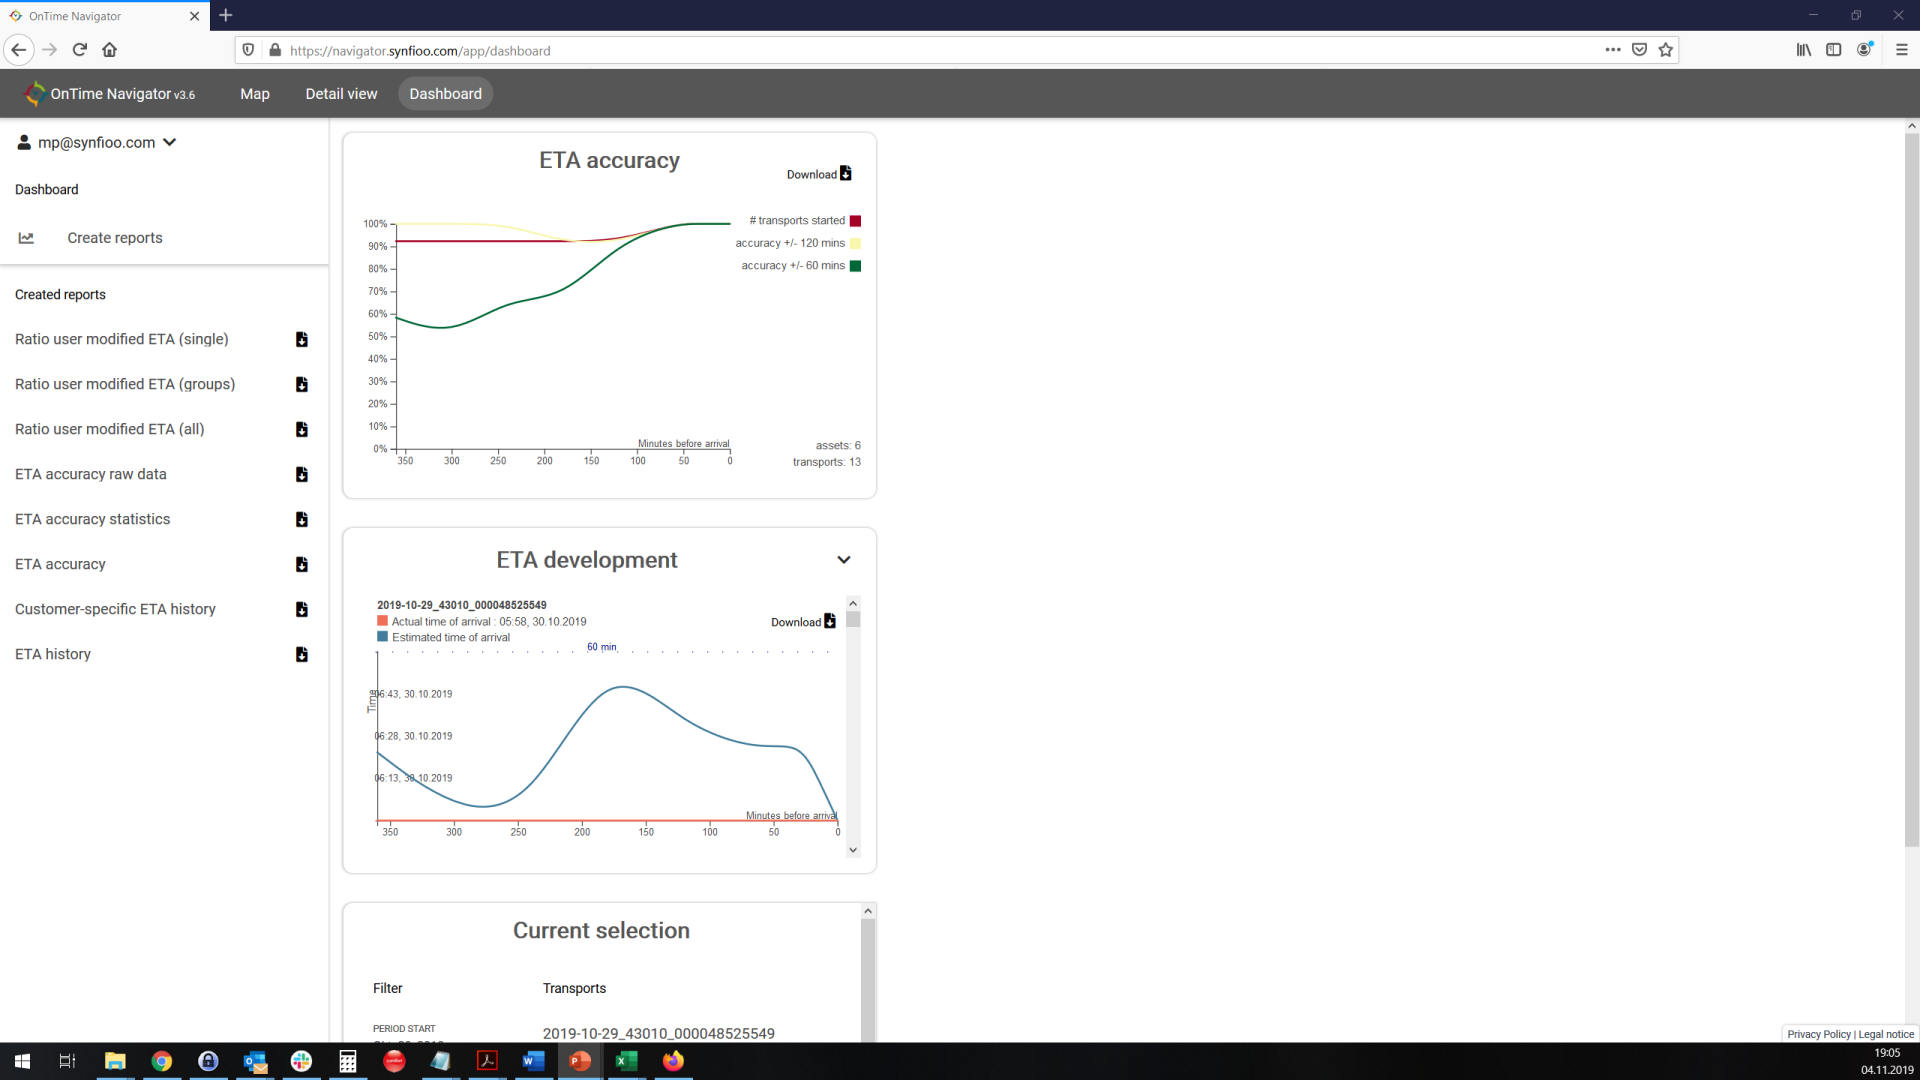 OnTime Navigator
https://navigator.synfioo.com/app/dashboard
OnTime Navigator v3.6
Map
Detail view
Dashboard
mp@synfioo.com
Dashboard
Create reports
Created reports
Ratio user modified ETA (single)
Ratio user modified ETA (groups)
Ratio user modified ETA (all)
ETA accuracy raw data
ETA accuracy statistics
ETA accuracy
Customer-specific ETA history
ETA history
ETA accuracy
Download
# transports started
accuracy +/- 120 mins
accuracy +/- 60 mins
100%
90%
80%
70%
60%
50%
40%
30%
20%
10%
0%
Minutes before arrival
350 300 250 200 150 100 50 0
assets: 6
transports: 13
ETA development
2019-10-29_43010_000048525549
Actual time of arrival : 05:58, 30.10.2019
Estimated time of arrival
Download
60 min
Time
06:43, 30.10.2019
06:28, 30.10.2019
06:13, 30.10.2019
Minutes before arrival
350 300 250 200 150 100 50 0
Current selection
Filter
Transports
PERIOD START
2019-10-29_43010_000048525549
Privacy Policy | Legal notice
19:05
04.11.2019